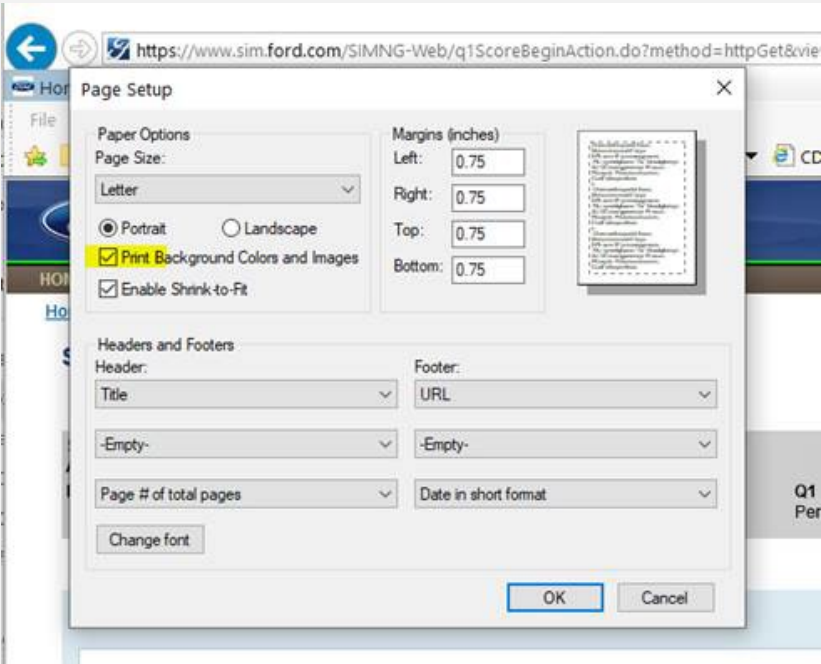 https://www.sim.ford.com/SIMNG-Web/q1ScoreBeginAction.do?method=httpGet&vie
Hor
Page Setup
File
Paper Options
Margins (inches)
Page Size:
Left: 0.75
Letter
Right: 0.75
CD
Portrait Landscape
Top: 0.75
Print Background Colors and Images
Bottom: 0.75
HO
Enable Shrink-to-Fit
Ho
Headers and Footers
Header: Footer:
Title URL
-Empty- -Empty-
Page # of total pages Date in short format
Q1
Per
Change font
OK Cancel